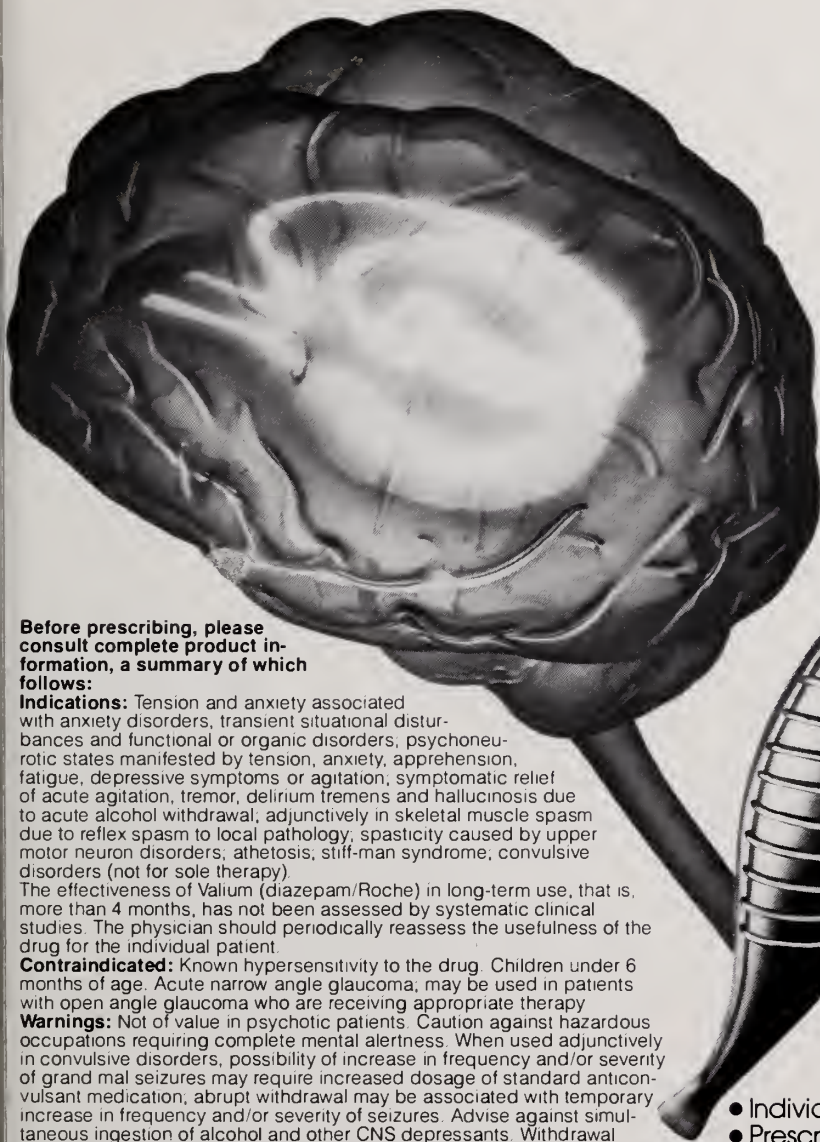 Before prescribing, please
consult complete product in-
formation, a summary of which
follows:
Indications: Tension and anxiety associated
with anxiety disorders, transient situational distur-
bances and functional or organic disorders; psychoneu-
rotic states manifested by tension, anxiety, apprehension,
fatigue, depressive symptoms or agitation; symptomatic relief
of acute agitation, tremor, delirium tremens and hallucinosis due
to acute alcohol withdrawal; adjunctively in skeletal muscle spasm
due to reflex spasm to local pathology; spasticity caused by upper
motor neuron disorders; athetosis; stiff-man syndrome; convulsive
disorders (not for sole therapy).
The effectiveness of Valium (diazepam/Roche) in long-term use, that is,
more than 4 months, has not been assessed by systematic clinical
studies. The physician should periodically reassess the usefulness of the
drug for the individual patient.
Contraindicated: Known hypersensitivity to the drug. Children under 6
months of age. Acute narrow angle glaucoma; may be used in patients
with open angle glaucoma who are receiving appropriate therapy
Warnings: Not of value in psychotic patients. Caution against hazardous
occupations requiring complete mental alertness. When used adjunctively
in convulsive disorders, possibility of increase in frequency and/or severity
of grand mal seizures may require increased dosage of standard anticon-
vulsant medication; abrupt withdrawal may be associated with temporary
increase in frequency and/or severity of seizures. Advise against simul-
taneous ingestion of alcohol and other CNS depressants. Withdrawal
• Individ
• Prescr